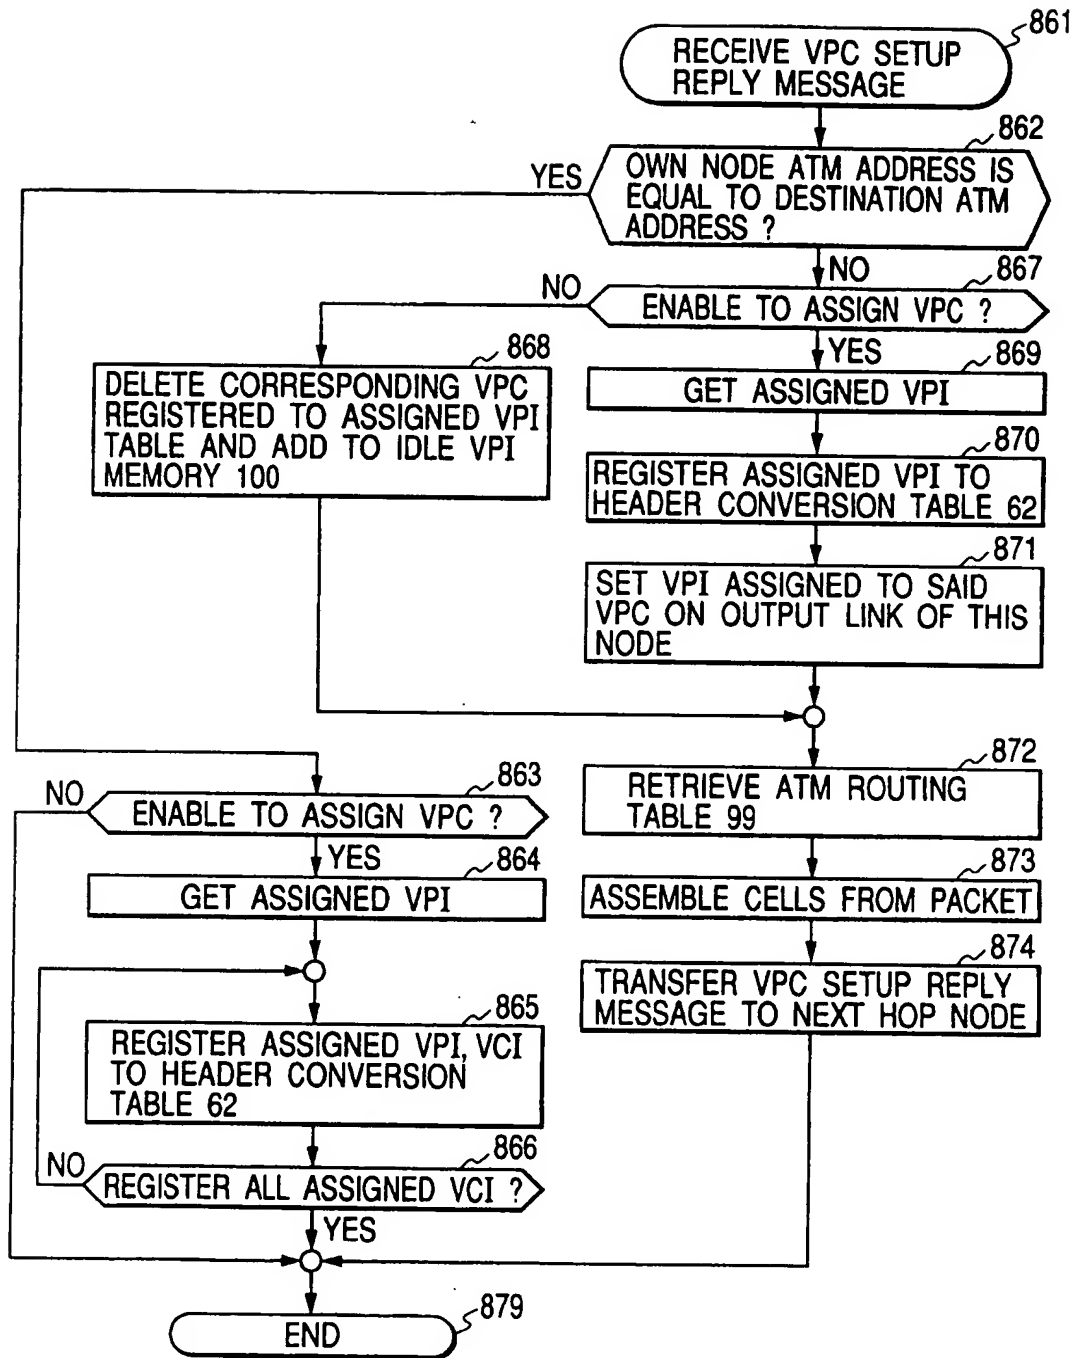 861
RECEIVE VPC SETUP
REPLY MESSAGE
862
YES
OWN NODE ATM ADDRESS IS
EQUAL TO DESTINATION ATM
ADDRESS ?
NO
867
NO
ENABLE TO ASSIGN VPC ?
YES
868
DELETE CORRESPONDING VPC
REGISTERED TO ASSIGNED VPI
TABLE AND ADD TO IDLE VPI
MEMORY 100
869
GET ASSIGNED VPI
870
REGISTER ASSIGNED VPI TO
HEADER CONVERSION TABLE 62
871
SET VPI ASSIGNED TO SAID
VPC ON OUTPUT LINK OF THIS
NODE
863
NO
ENABLE TO ASSIGN VPC ?
YES
864
GET ASSIGNED VPI
865
REGISTER ASSIGNED VPI, VCI
TO HEADER CONVERSION
TABLE 62
866
NO
REGISTER ALL ASSIGNED VCI ?
YES
872
RETRIEVE ATM ROUTING
TABLE 99
873
ASSEMBLE CELLS FROM PACKET
874
TRANSFER VPC SETUP REPLY
MESSAGE TO NEXT HOP NODE
879
END